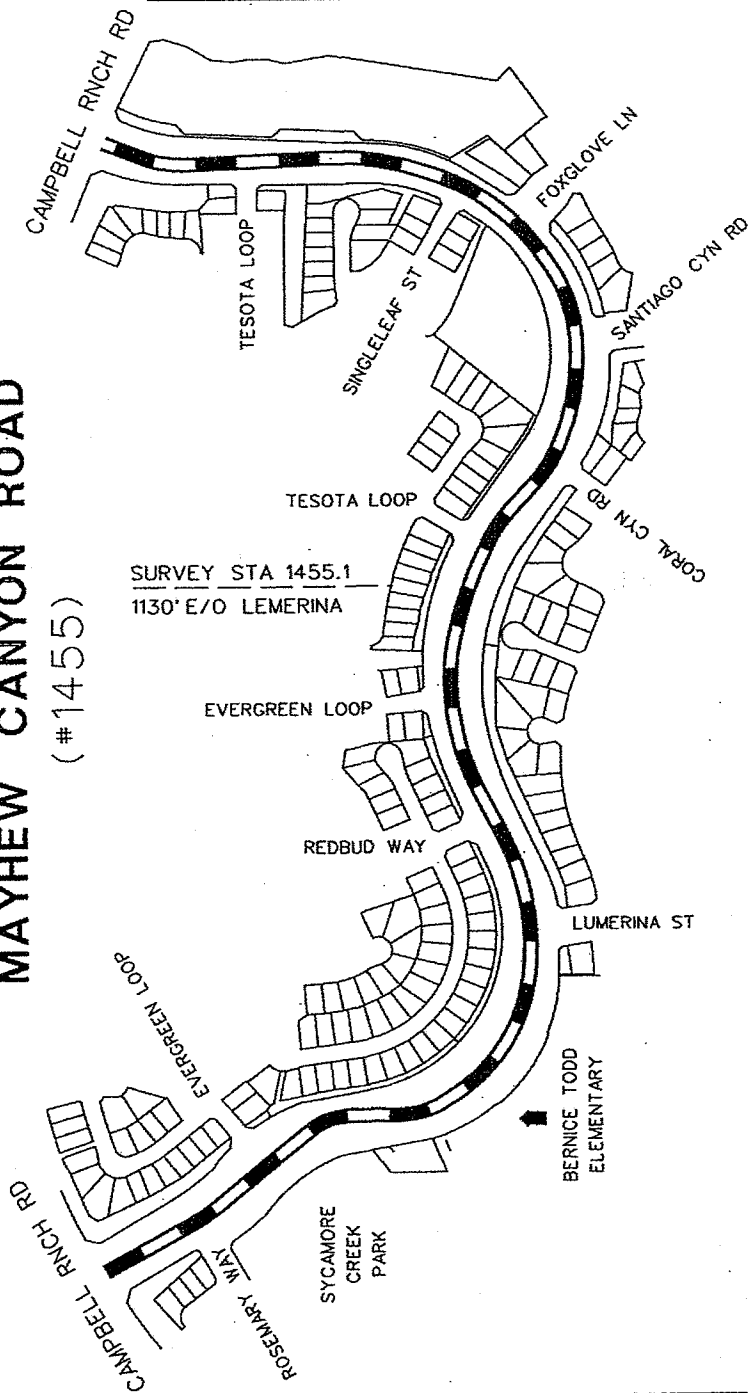 MAYHEW CANYON ROAD
(#1455)
CAMPBELL RNCH RD
TESOTA LOOP
SINGLELEAF ST
FOXGLOVE LN
SANTIAGO CYN RD
TESOTA LOOP
CORAL CYN RD
SURVEY STA 1455.1
1130' E/O LEMERINA
EVERGREEN LOOP
REDBUD WAY
LUMERINA ST
EVERGREEN LOOP
BERNICE TODD
ELEMENTARY
SYCAMORE
CREEK
PARK
ROSEMARY WAY
CAMPBELL RNCH RD